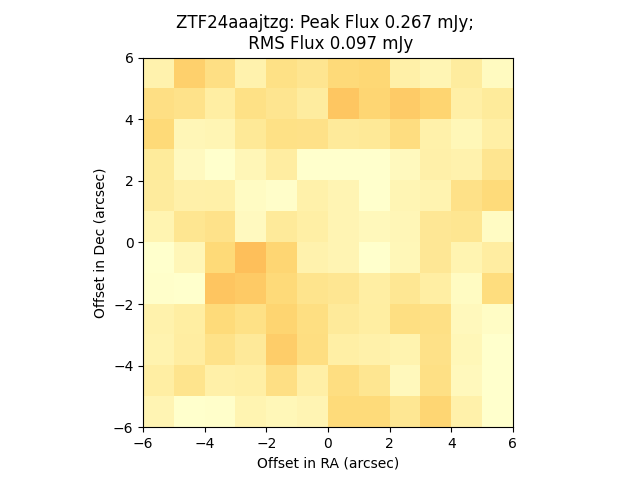 ZTF24aaajtzg: Peak Flux 0.267 mJy;
RMS Flux 0.097 mJy
6
4
2
0
−2
−4
−6
Offset in Dec (arcsec)
−6 −4 −2 0 2 4 6
Offset in RA (arcsec)